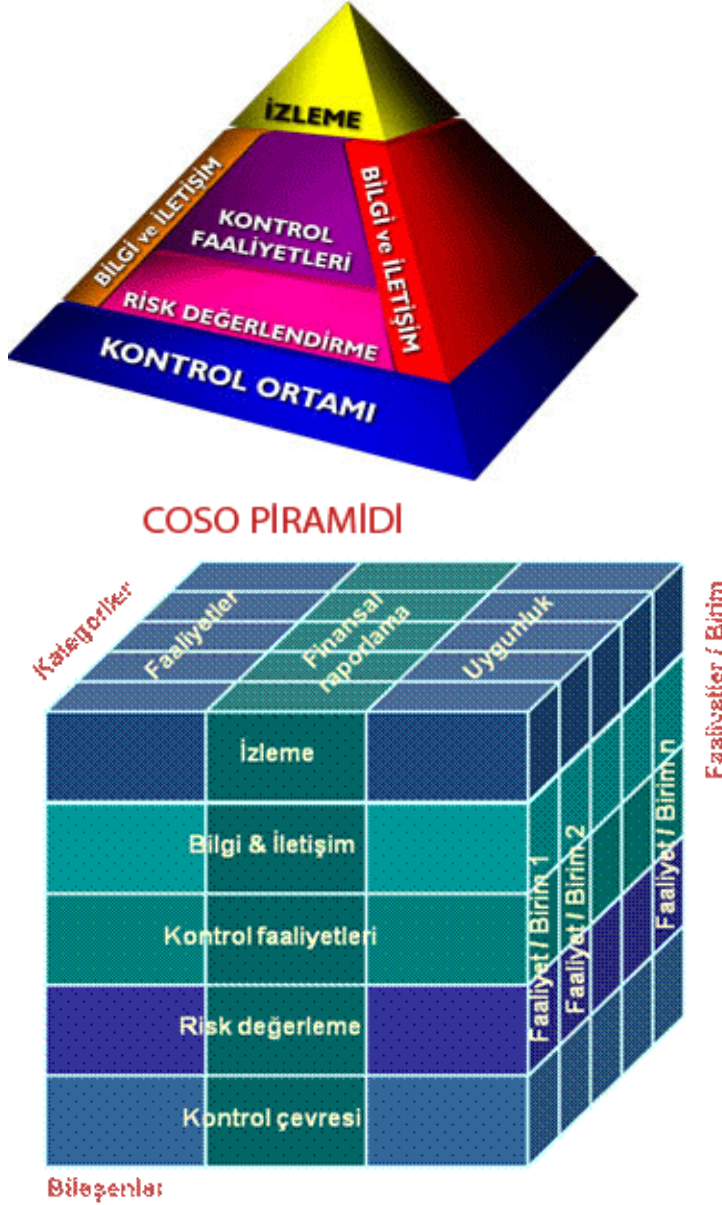 İZLEME
BİLGİ ve İLETİŞİM
KONTROL
FAALİYETLERİ
BİLGİ ve İLETİŞİM
RİSK DEĞERLENDİRME
KONTROL ORTAMI
COSO PİRAMİDİ
Kategoriler
Faaliyetler
Finansal
raporlama
Uygunluk
Faaliyetler / Birim
İzleme
Bilgi & İletişim
Kontrol faaliyetleri
Risk değerleme
Kontrol çevresi
Faaliyet / Birim 1
Faaliyet / Birim 2
Faaliyet / Birim n
Bileşenler